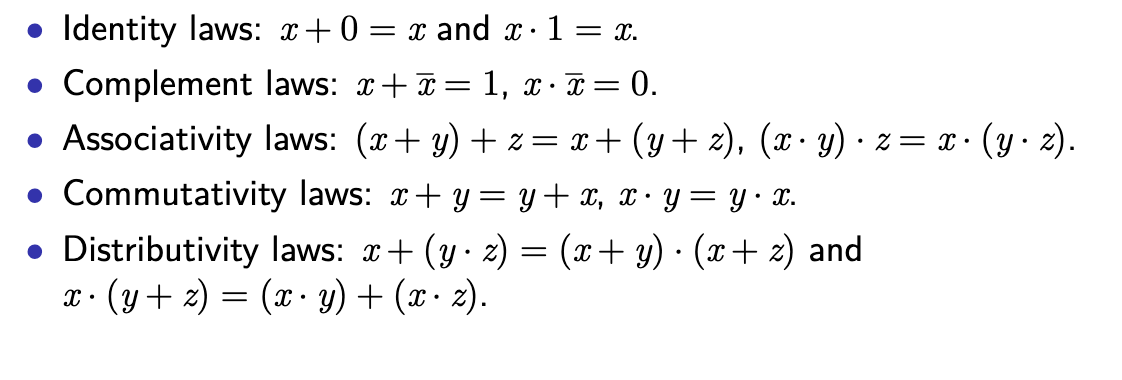 • Identity laws: x + 0 = x and x · 1 = x.
• Complement laws: x + x̅ = 1, x · x̅ = 0.
• Associativity laws: (x + y) + z = x + (y + z), (x · y) · z = x · (y · z).
• Commutativity laws: x + y = y + x, x · y = y · x.
• Distributivity laws: x + (y · z) = (x + y) · (x + z) and
x · (y + z) = (x · y) + (x · z).